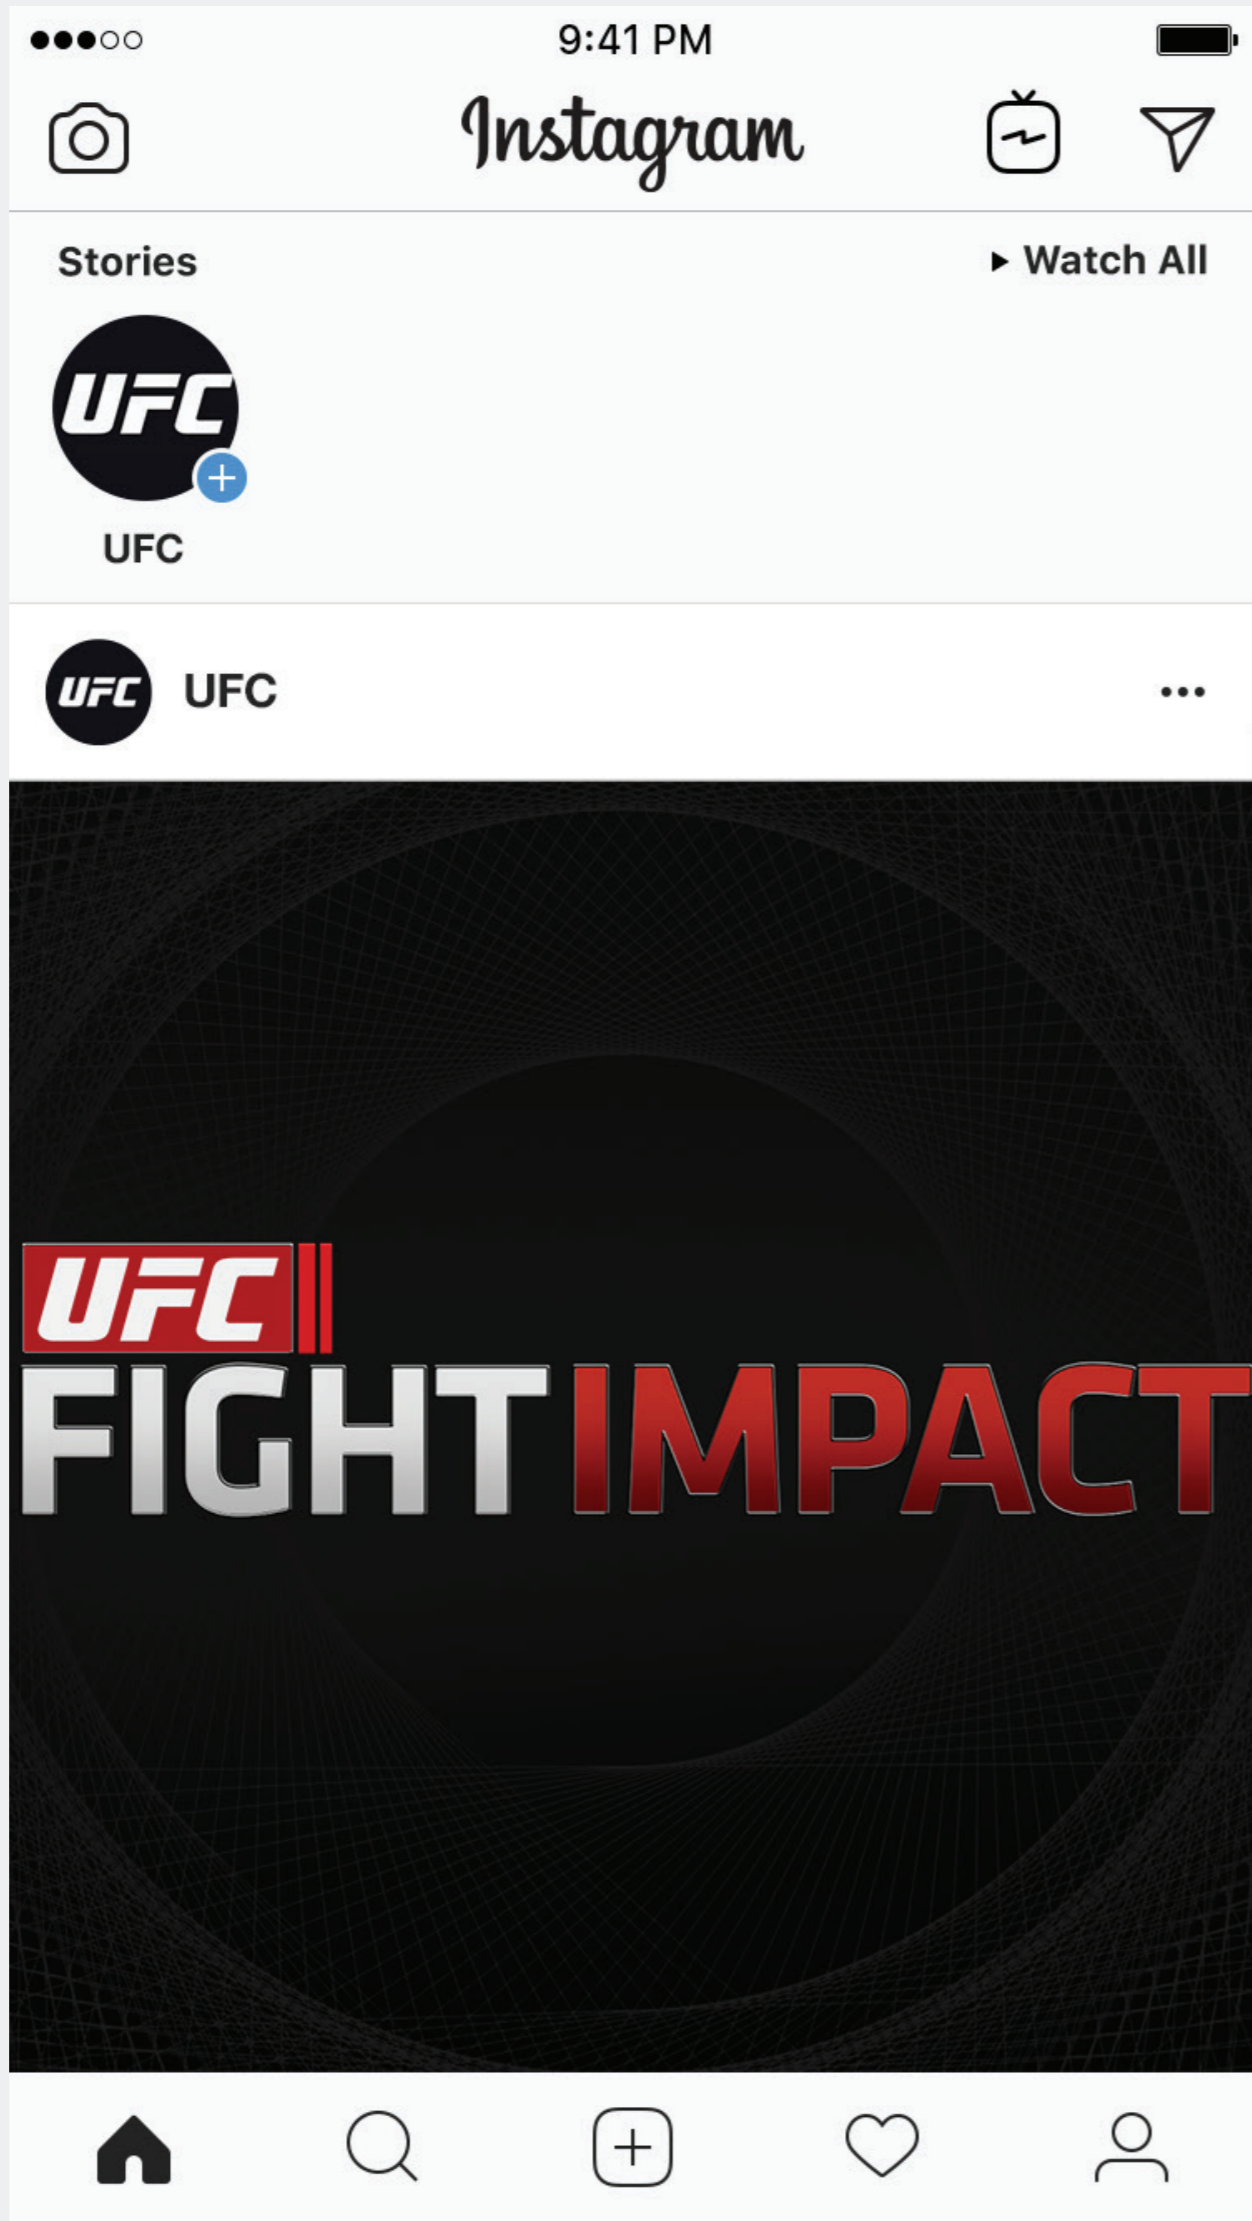 9:41 PM
Instagram
Stories
Watch All
UFC
UFC
UFC
UFC
UFC
FIGHT IMPACT